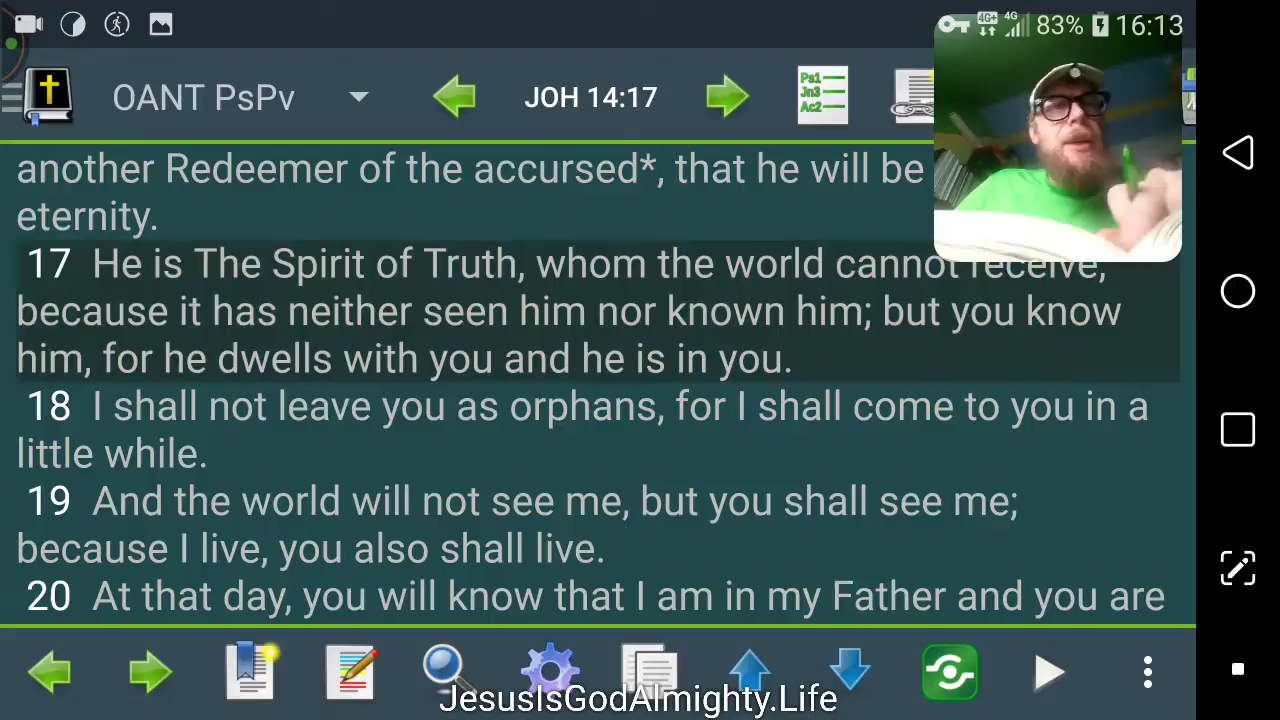 4G+ 4G 83% 16:13
OANT PsPv JOH 14:17 Ps1
Jn3
Ac2
another Redeemer of the accursed*, that he will be
eternity.
17 He is The Spirit of Truth, whom the world cannot receive,
because it has neither seen him nor known him; but you know
him, for he dwells with you and he is in you.
18 I shall not leave you as orphans, for I shall come to you in a
little while.
19 And the world will not see me, but you shall see me;
because I live, you also shall live.
20 At that day, you will know that I am in my Father and you are
JesusIsGodAlmighty.Life